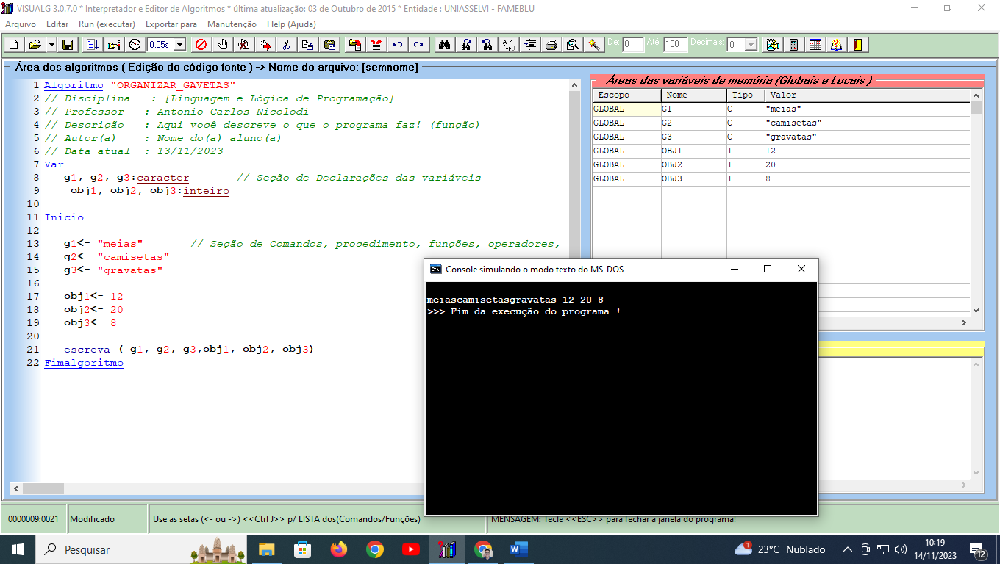 VISUALG 3.0.7.0 * Interpretador e Editor de Algoritmos * última atualização: 03 de Outubro de 2015 * Entidade : UNIASSELVI - FAMEBLU
Arquivo Editar Run (executar) Exportar para Manutenção Help (Ajuda)
0,05s De: 0 Até: 100 Decimais: 0
Área dos algoritmos ( Edição do código fonte ) -> Nome do arquivo: [semnome]
1 Algoritmo "ORGANIZAR_GAVETAS"
2 // Disciplina : [Linguagem e Lógica de Programação]
3 // Professor : Antonio Carlos Nicolodi
4 // Descrição : Aqui você descreve o que o programa faz! (função)
5 // Autor(a) : Nome do(a) aluno(a)
6 // Data atual : 13/11/2023
7 Var
8 g1, g2, g3:caracter // Seção de Declarações das variáveis
9 obj1, obj2, obj3:inteiro
10
11 Inicio
12
13 g1<- "meias" // Seção de Comandos, procedimento, funções, operadores,
14 g2<- "camisetas"
15 g3<- "gravatas"
16
17 obj1<- 12
18 obj2<- 20
19 obj3<- 8
20
21 escreva ( g1, g2, g3,obj1, obj2, obj3)
22 Fimalgoritmo
Áreas das variáveis de memória (Globais e Locais )
Escopo Nome Tipo Valor
GLOBAL G1 C "meias"
GLOBAL G2 C "camisetas"
GLOBAL G3 C "gravatas"
GLOBAL OBJ1 I 12
GLOBAL OBJ2 I 20
GLOBAL OBJ3 I 8
Console simulando o modo texto do MS-DOS
meiascamisetasgravatas 12 20 8
>>> Fim da execução do programa !
0000009:0021 Modificado Use as setas (<- ou ->) <<Ctrl J>> p/ LISTA dos(Comandos/Funções) MENSAGEM: Tecle <<ESC>> para fechar a janela do programa!
Pesquisar
1
23°C Nublado
10:19
14/11/2023
12